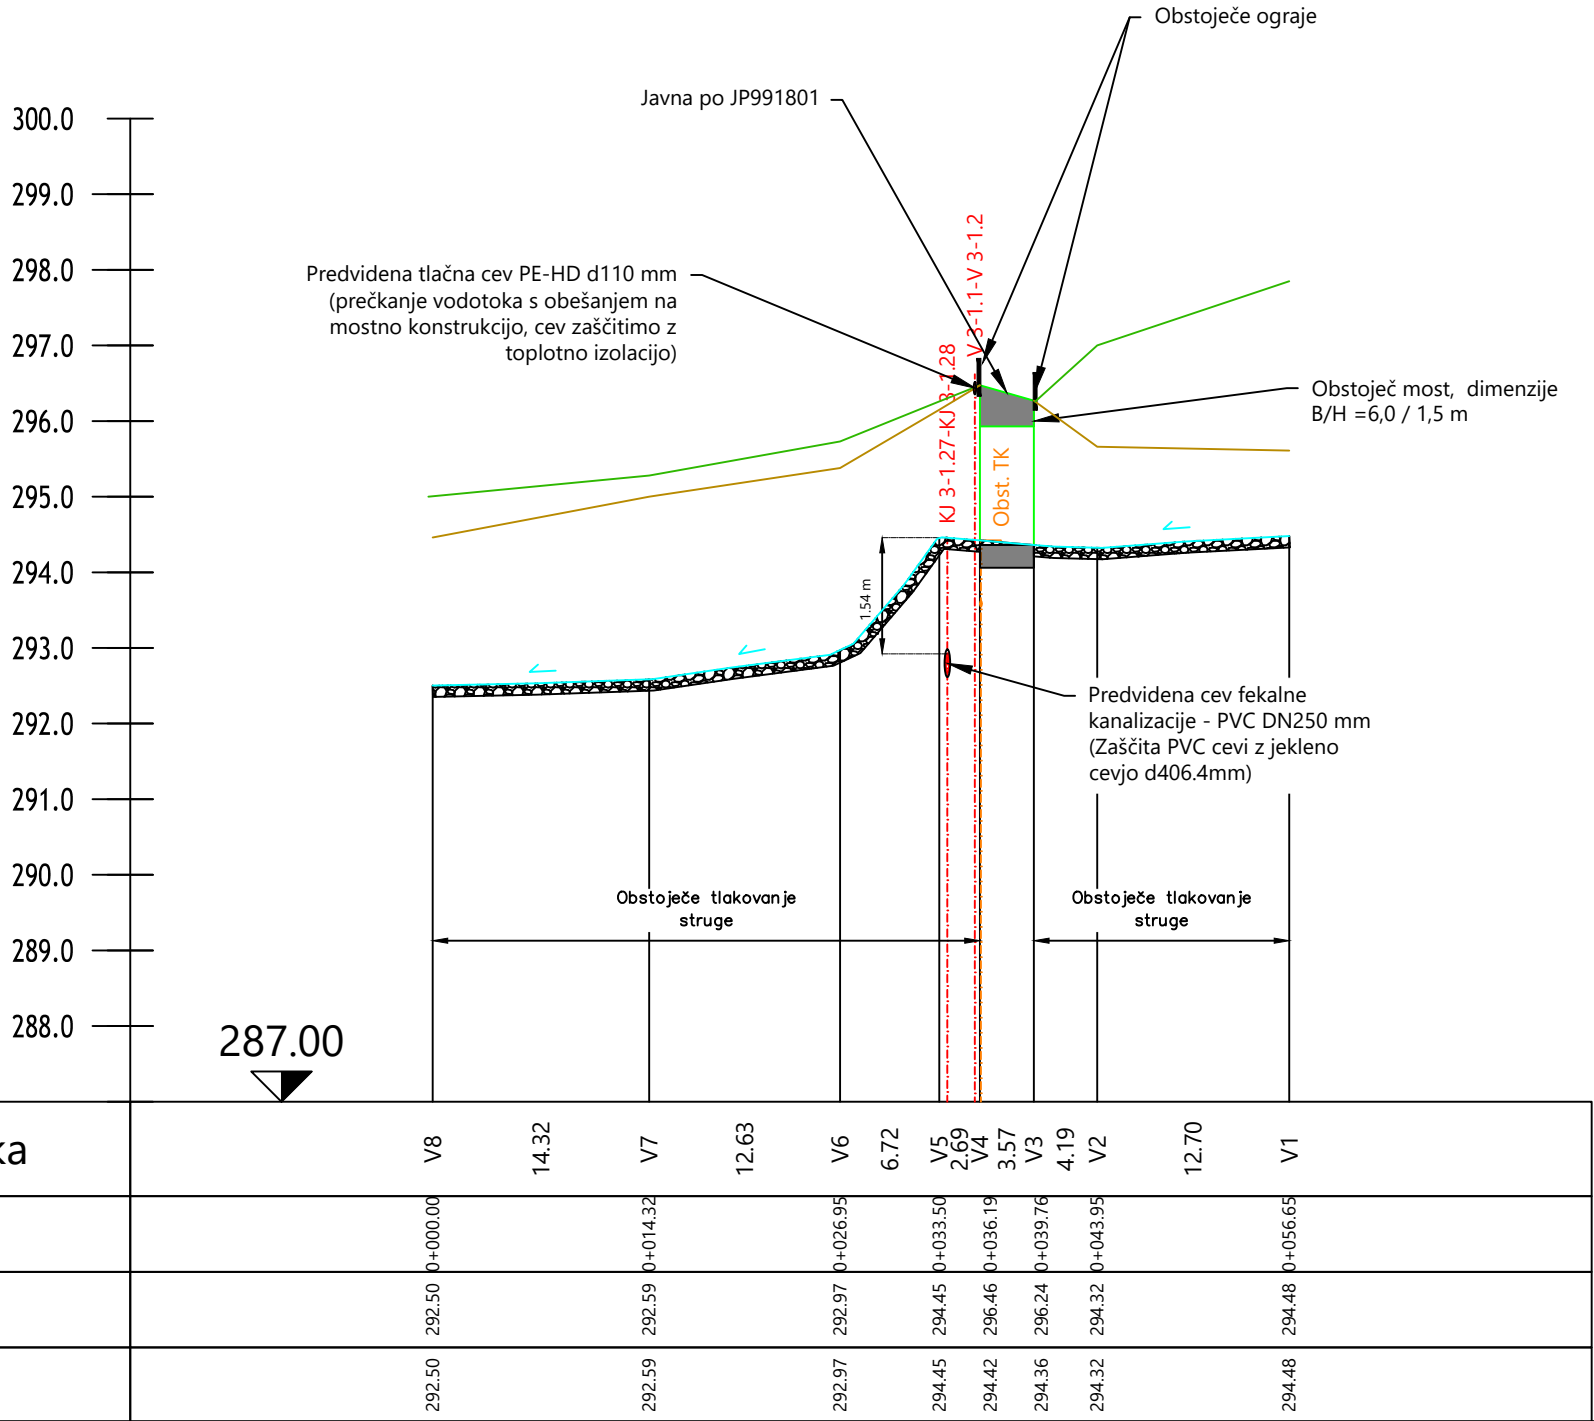 Obstoječe ograje
Javna po JP991801
300.0
299.0
298.0
297.0
296.0
295.0
294.0
293.0
292.0
291.0
290.0
289.0
288.0
287.00
Predvidena tlačna cev PE-HD d110 mm
(prečkanje vodotoka s obešanjem na
mostno konstrukcijo, cev zaščitimo z
toplotno izolacijo)
KJ 3-1.27-KJ 3-1.28
V 3-1.1-V 3-1.2
Obstoječ most, dimenzije
B/H =6,0 / 1,5 m
Obst. TK
1.54 m
Predvidena cev fekalne
kanalizacije - PVC DN250 mm
(Zaščita PVC cevi z jekleno
cevjo d406.4mm)
Obstoječe tlakovanje
struge
Obstoječe tlakovanje
struge
ka
V8 14.32 V7 12.63 V6 6.72 V5 2.69 V4 3.57 V3 4.19 V2 12.70 V1
0+000.00 0+014.32 0+026.95 0+033.50 0+036.19 0+039.76 0+043.95 0+056.65
292.50 292.59 292.97 294.45 296.46 296.24 294.32 294.48
292.50 292.59 292.97 294.45 294.42 294.36 294.32 294.48